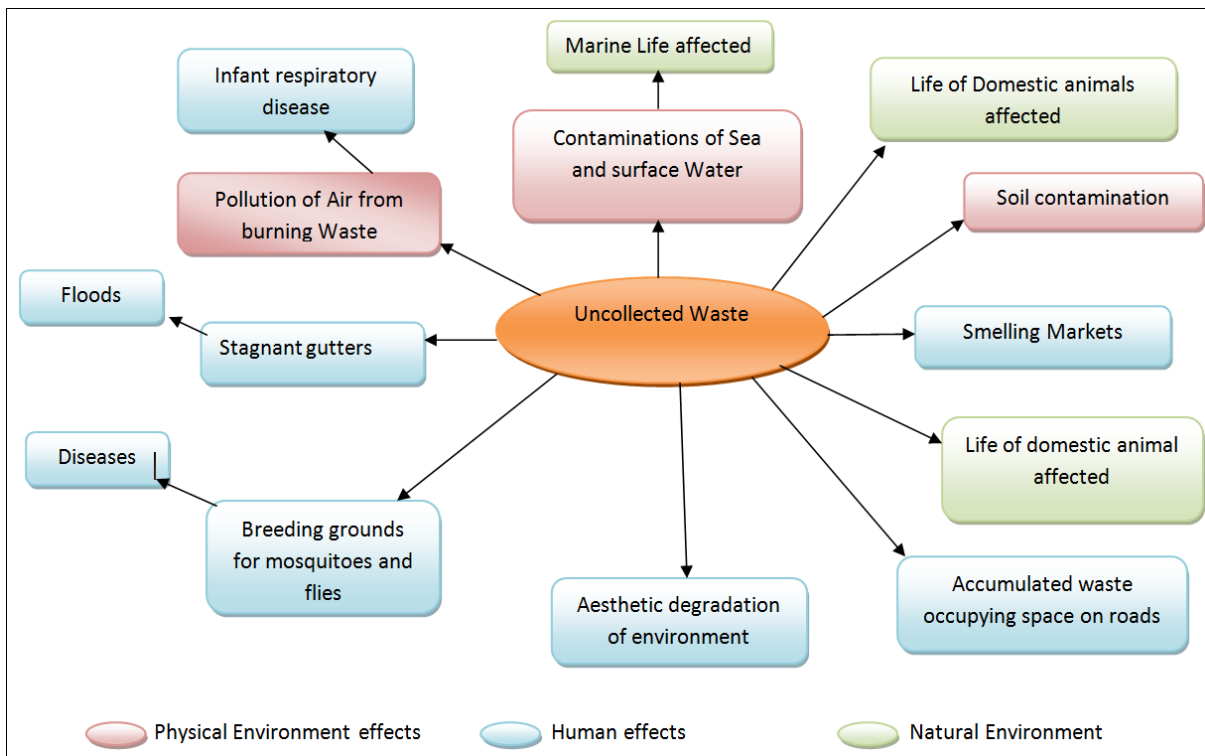 Marine Life affected
Infant respiratory
disease
Life of Domestic animals
affected
Contaminations of Sea
and surface Water
Pollution of Air from
burning Waste
Soil contamination
Floods
Uncollected Waste
Stagnant gutters
Smelling Markets
Diseases
Life of domestic animal
affected
Breeding grounds
for mosquitoes and
flies
Aesthetic degradation
of environment
Accumulated waste
occupying space on roads
Physical Environment effects
Human effects
Natural Environment